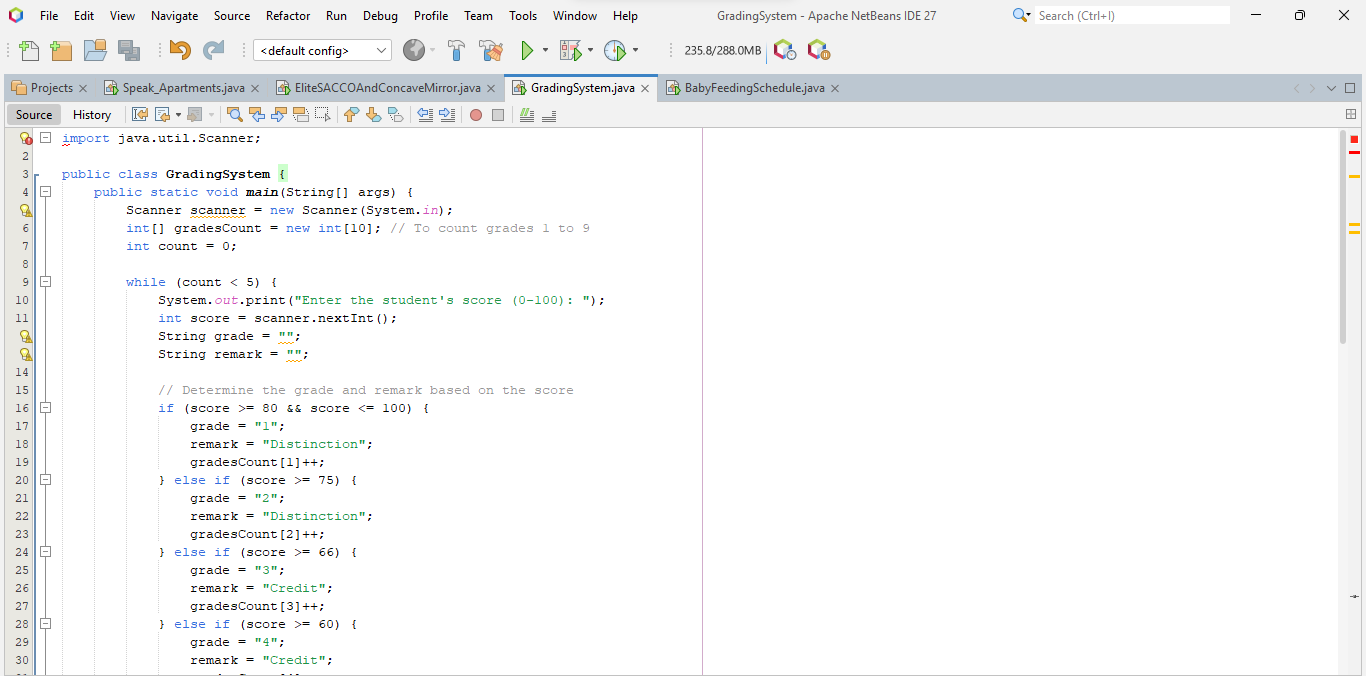 File Edit View Navigate Source Refactor Run Debug Profile Team Tools Window Help GradingSystem - Apache NetBeans IDE 27 Search (Ctrl+I)
<default config> 235.8/288.0MB
Projects Speak_Apartments.java EliteSACCOAndConcaveMirror.java GradingSystem.java BabyFeedingSchedule.java
Source History
import java.util.Scanner;
2
3 public class GradingSystem {
4 public static void main(String[] args) {
Scanner scanner = new Scanner(System.in);
6 int[] gradesCount = new int[10]; // To count grades 1 to 9
7 int count = 0;
8
9 while (count < 5) {
10 System.out.print("Enter the student's score (0-100): ");
11 int score = scanner.nextInt();
String grade = "";
String remark = "";
14
15 // Determine the grade and remark based on the score
16 if (score >= 80 && score <= 100) {
17 grade = "1";
18 remark = "Distinction";
19 gradesCount[1]++;
20 } else if (score >= 75) {
21 grade = "2";
22 remark = "Distinction";
23 gradesCount[2]++;
24 } else if (score >= 66) {
25 grade = "3";
26 remark = "Credit";
27 gradesCount[3]++;
28 } else if (score >= 60) {
29 grade = "4";
30 remark = "Credit";